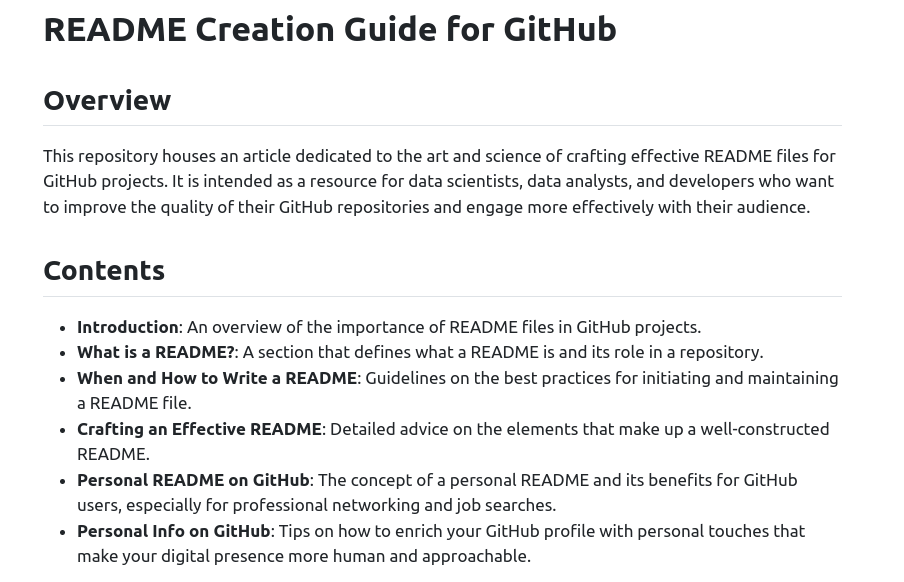 README Creation Guide for GitHub
Overview
This repository houses an article dedicated to the art and science of crafting effective README files for
GitHub projects. It is intended as a resource for data scientists, data analysts, and developers who want
to improve the quality of their GitHub repositories and engage more effectively with their audience.
Contents
• Introduction: An overview of the importance of README files in GitHub projects.
• What is a README?: A section that defines what a README is and its role in a repository.
• When and How to Write a README: Guidelines on the best practices for initiating and maintaining
a README file.
• Crafting an Effective README: Detailed advice on the elements that make up a well-constructed
README.
• Personal README on GitHub: The concept of a personal README and its benefits for GitHub
users, especially for professional networking and job searches.
• Personal Info on GitHub: Tips on how to enrich your GitHub profile with personal touches that
make your digital presence more human and approachable.